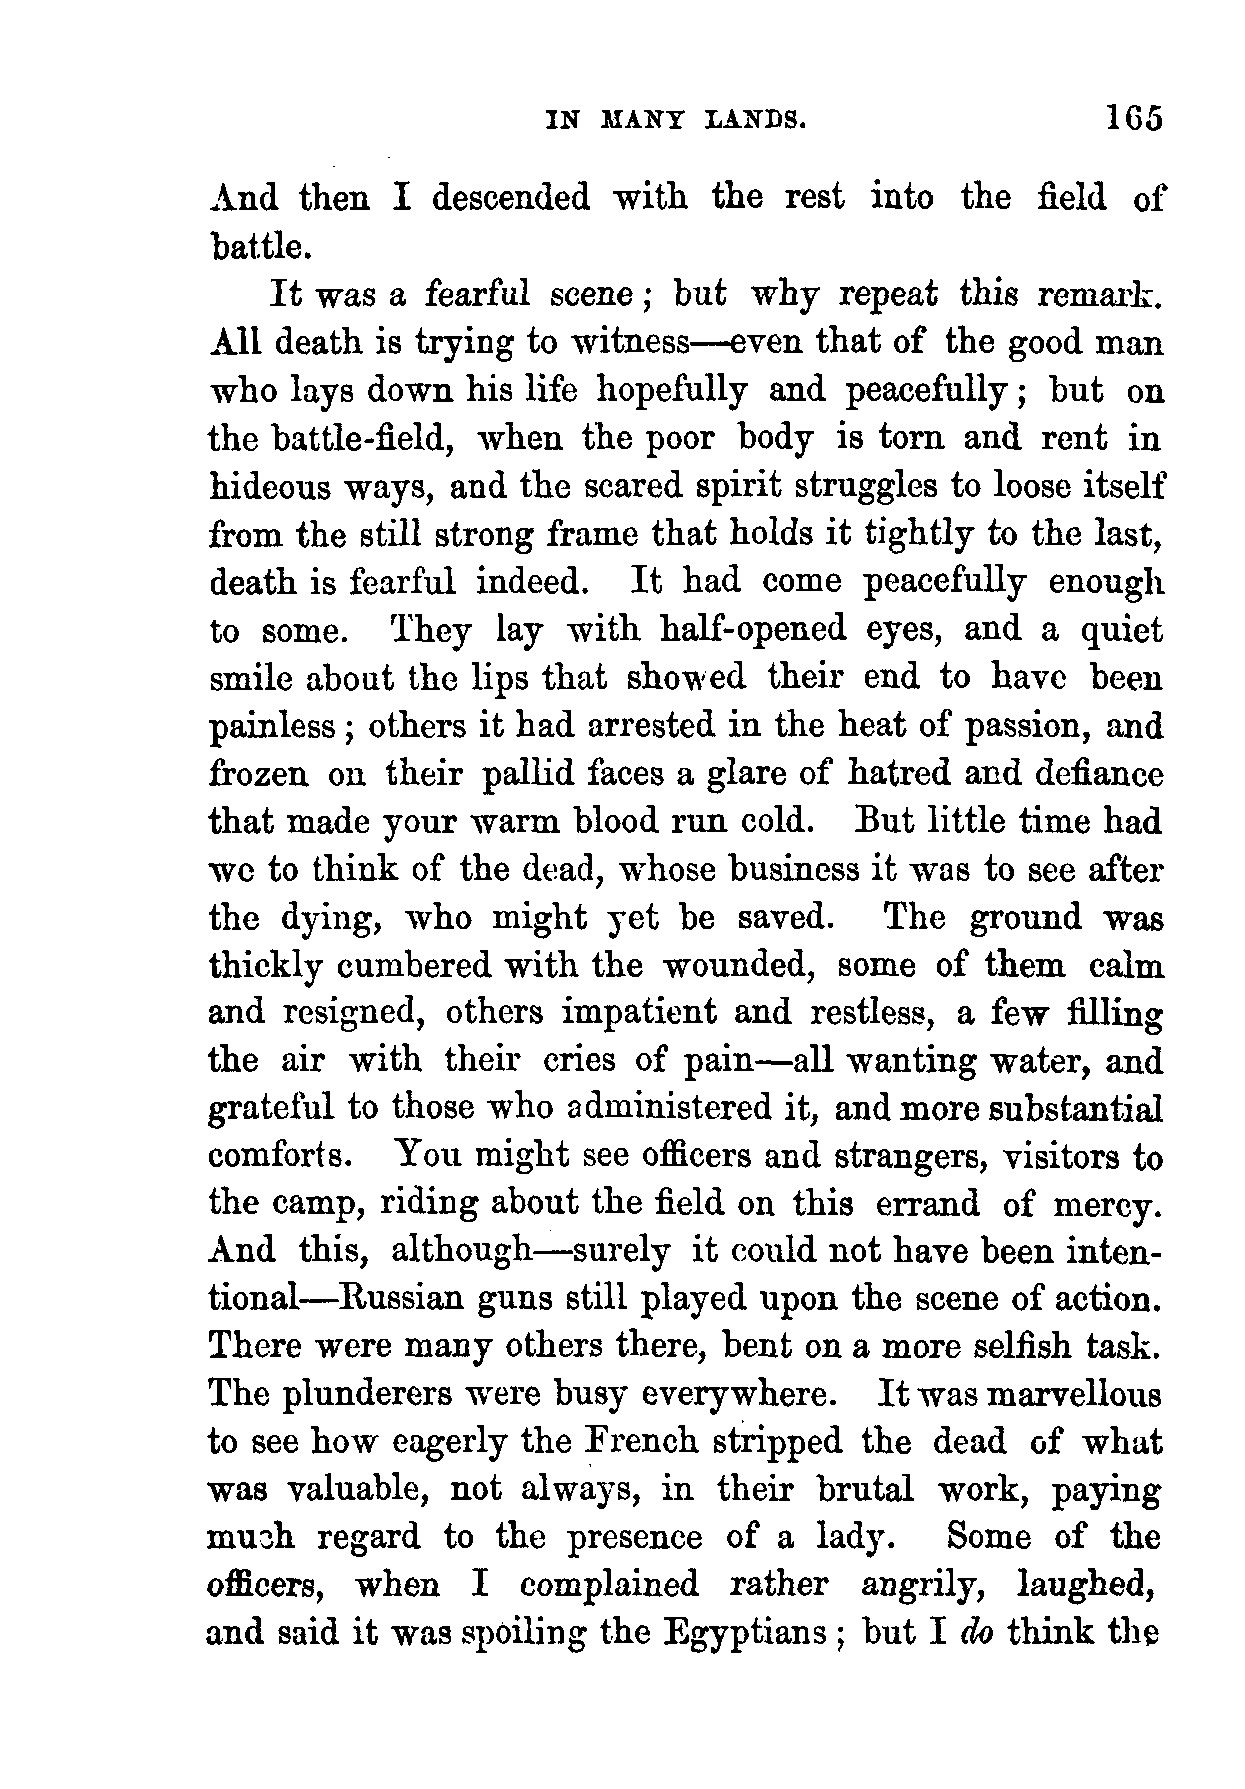 IN MANY LANDS. 165
And then I descended with the rest into the field of
battle.
It was a fearful scene ; but why repeat this remark.
All death is trying to witness—even that of the good man
who lays down his life hopefully and peacefully ; but on
the battle-field, when the poor body is torn and rent in
hideous ways, and the scared spirit struggles to loose itself
from the still strong frame that holds it tightly to the last,
death is fearful indeed. It had come peacefully enough
to some. They lay with half-opened eyes, and a quiet
smile about the lips that showed their end to have been
painless ; others it had arrested in the heat of passion, and
frozen on their pallid faces a glare of hatred and defiance
that made your warm blood run cold. But little time had
we to think of the dead, whose business it was to see after
the dying, who might yet be saved. The ground was
thickly cumbered with the wounded, some of them calm
and resigned, others impatient and restless, a few filling
the air with their cries of pain—all wanting water, and
grateful to those who administered it, and more substantial
comforts. You might see officers and strangers, visitors to
the camp, riding about the field on this errand of mercy.
And this, although—surely it could not have been inten-
tional—Russian guns still played upon the scene of action.
There were many others there, bent on a more selfish task.
The plunderers were busy everywhere. It was marvellous
to see how eagerly the French stripped the dead of what
was valuable, not always, in their brutal work, paying
much regard to the presence of a lady. Some of the
officers, when I complained rather angrily, laughed,
and said it was spoiling the Egyptians ; but I do think the